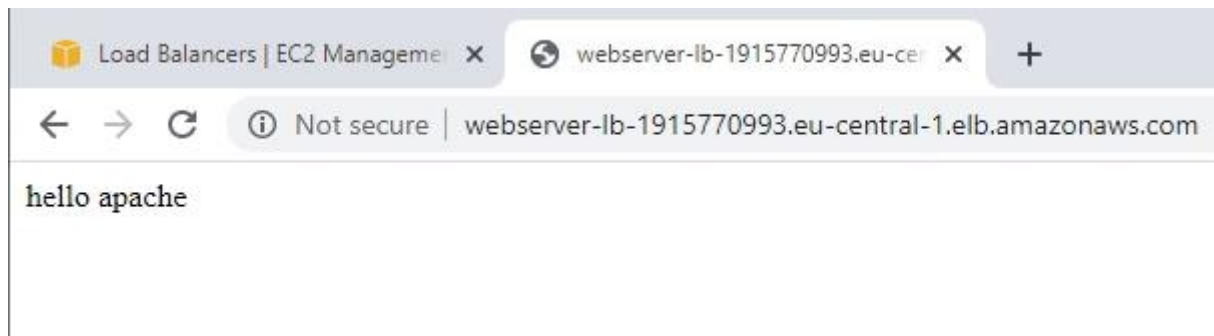 Load Balancers | EC2 Manageme
webserver-lb-1915770993.eu-cer
Not secure | webserver-lb-1915770993.eu-central-1.elb.amazonaws.com
hello apache